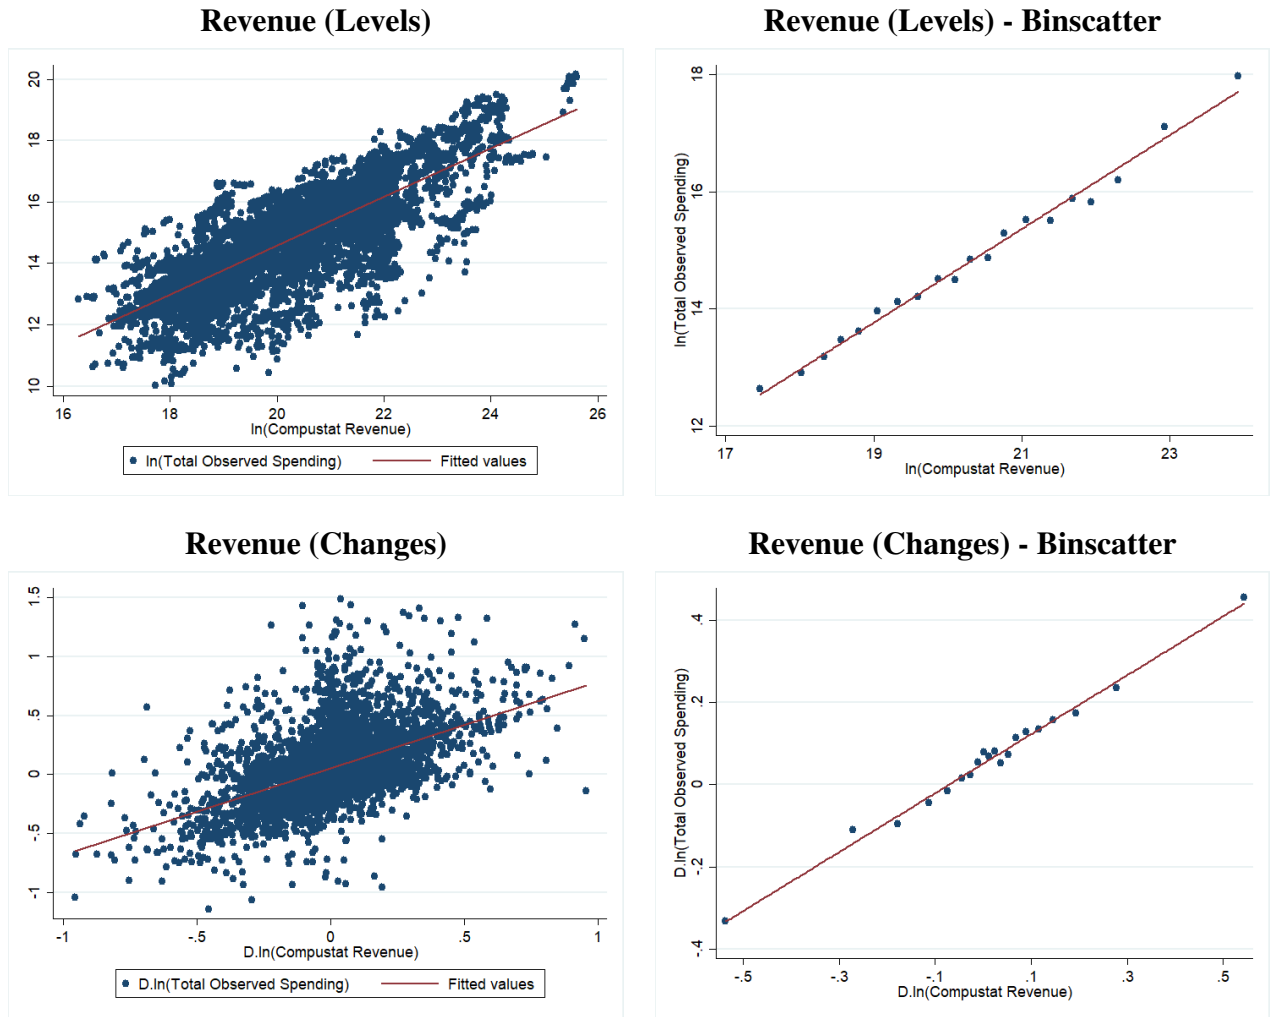 Revenue (Levels)
20
18
16
14
12
10
ln(Total Observed Spending)
16 18 20 22 24 26
ln(Compustat Revenue)
ln(Total Observed Spending) Fitted values
Revenue (Levels) - Binscatter
ln(Total Observed Spending)
18
16
14
12
17 19 21 23
ln(Compustat Revenue)
Revenue (Changes)
1.5
1
.5
0
-.5
-1
-1 -.5 0 .5 1
D.ln(Compustat Revenue)
D.ln(Total Observed Spending) Fitted values
Revenue (Changes) - Binscatter
D.ln(Total Observed Spending)
.4
.2
0
-.2
-.4
-.5 -.3 -.1 .1 .3 .5
D.ln(Compustat Revenue)